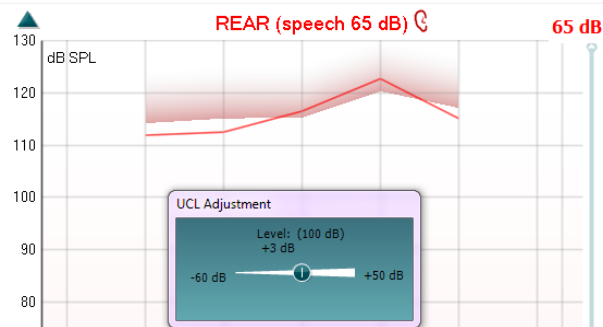 REAR (speech 65 dB)
65 dB
130
dB SPL
120
110
100
90
80
UCL Adjustment
Level: (100 dB)
+3 dB
-60 dB
+50 dB